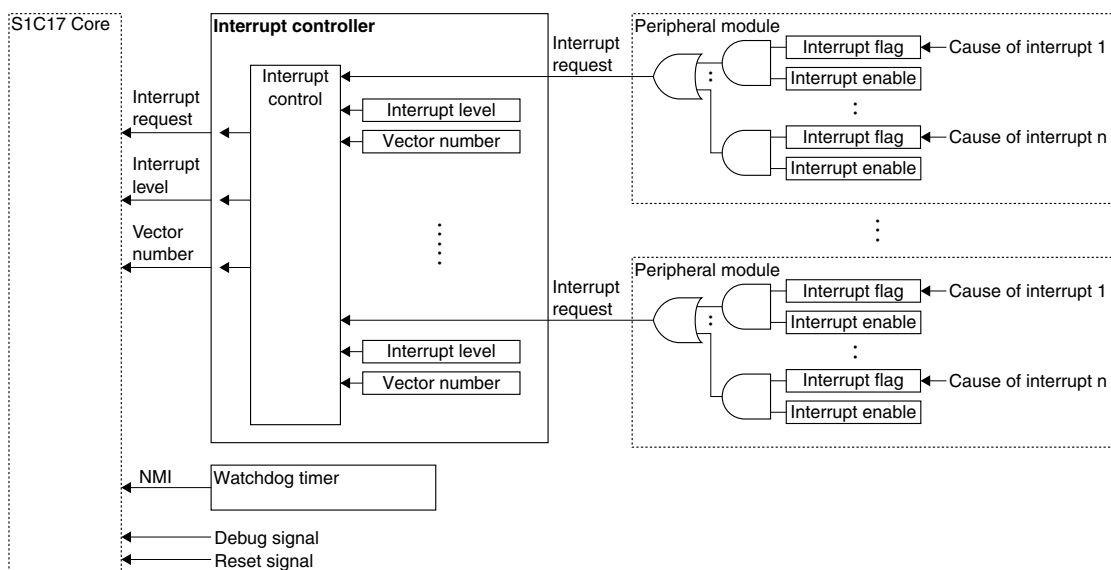 S1C17 Core
Interrupt controller
Interrupt
control
Interrupt level
Vector number
Interrupt
request
Interrupt
level
Vector
number
Interrupt
request
Peripheral module
Interrupt flag
Cause of interrupt 1
Interrupt enable
Interrupt flag
Cause of interrupt n
Interrupt enable
Interrupt
request
Interrupt level
Vector number
Peripheral module
Interrupt flag
Cause of interrupt 1
Interrupt enable
Interrupt flag
Cause of interrupt n
Interrupt enable
NMI
Watchdog timer
Debug signal
Reset signal